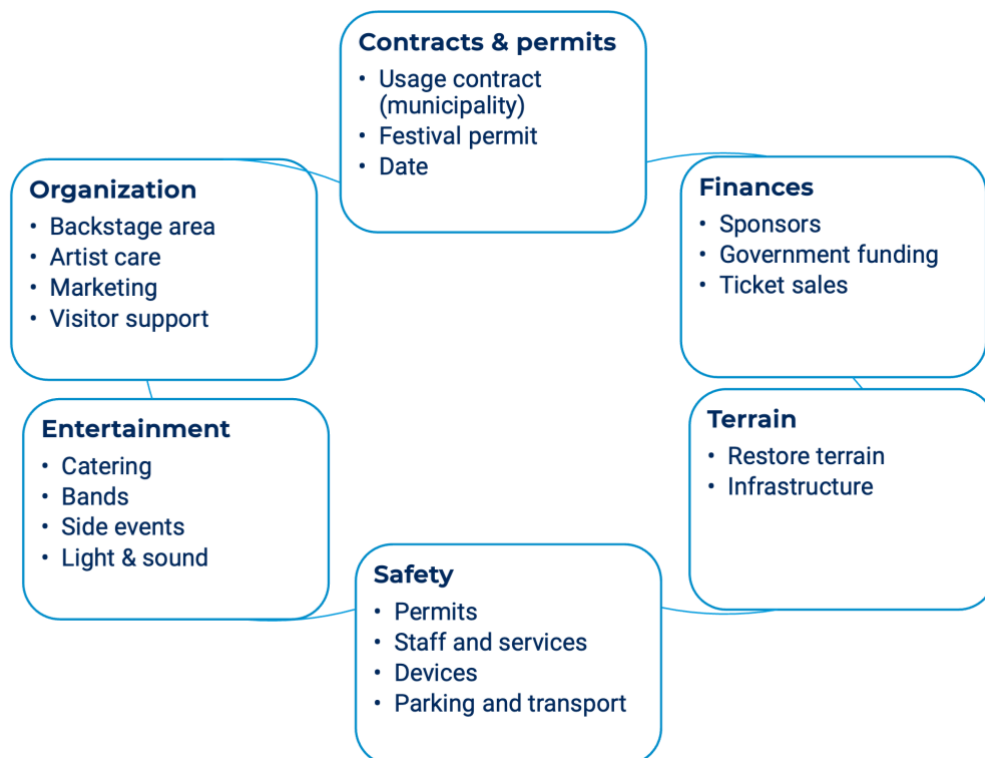 Contracts & permits
• Usage contract
(municipality)
• Festival permit
• Date
Finances
• Sponsors
• Government funding
• Ticket sales
Terrain
• Restore terrain
• Infrastructure
Safety
• Permits
• Staff and services
• Devices
• Parking and transport
Entertainment
• Catering
• Bands
• Side events
• Light & sound
Organization
• Backstage area
• Artist care
• Marketing
• Visitor support